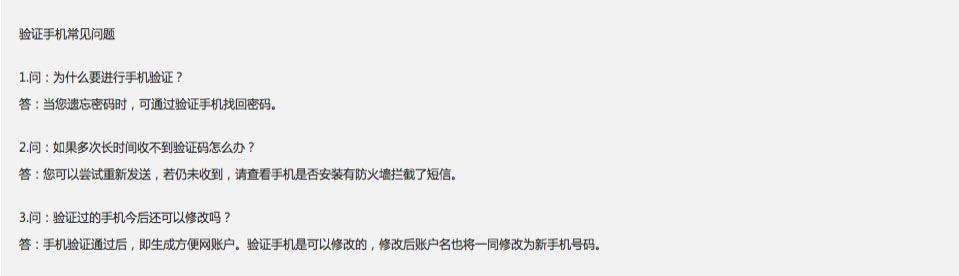 验证手机常见问题
1.问：为什么要进行手机验证？
答：当您遗忘密码时，可通过验证手机找回密码。
2.问：如果多次长时间收不到验证码怎么办？
答：您可以尝试重新发送，若仍未收到，请查看手机是否安装有防火墙拦截了短信。
3.问：验证过的手机今后还可以修改吗？
答：手机验证通过后，即生成方便网账户。验证手机是可以修改的，修改后账户名也将一同修改为新手机号码。